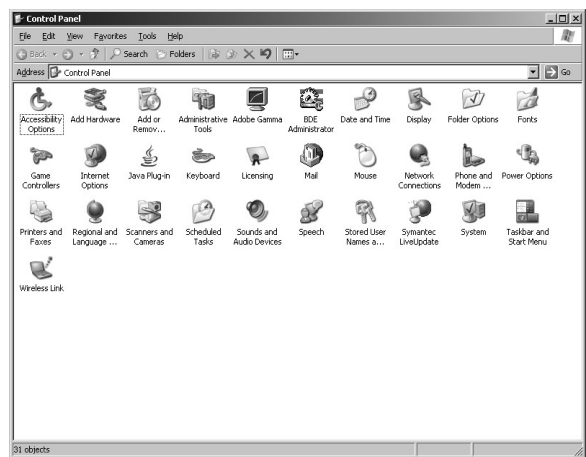 Control Panel
File Edit View Favorites Tools Help
Back Search Folders
Address Control Panel Go
Accessibility Options
Add Hardware
Add or Remov...
Administrative Tools
Adobe Gamma
BDE Administrator
Date and Time
Display
Folder Options
Fonts
Game Controllers
Internet Options
Java Plug-in
Keyboard
Licensing
Mail
Mouse
Network Connections
Phone and Modem ...
Power Options
Printers and Faxes
Regional and Language ...
Scanners and Cameras
Scheduled Tasks
Sounds and Audio Devices
Speech
Stored User Names a...
Symantec LiveUpdate
System
Taskbar and Start Menu
Wireless Link
31 objects